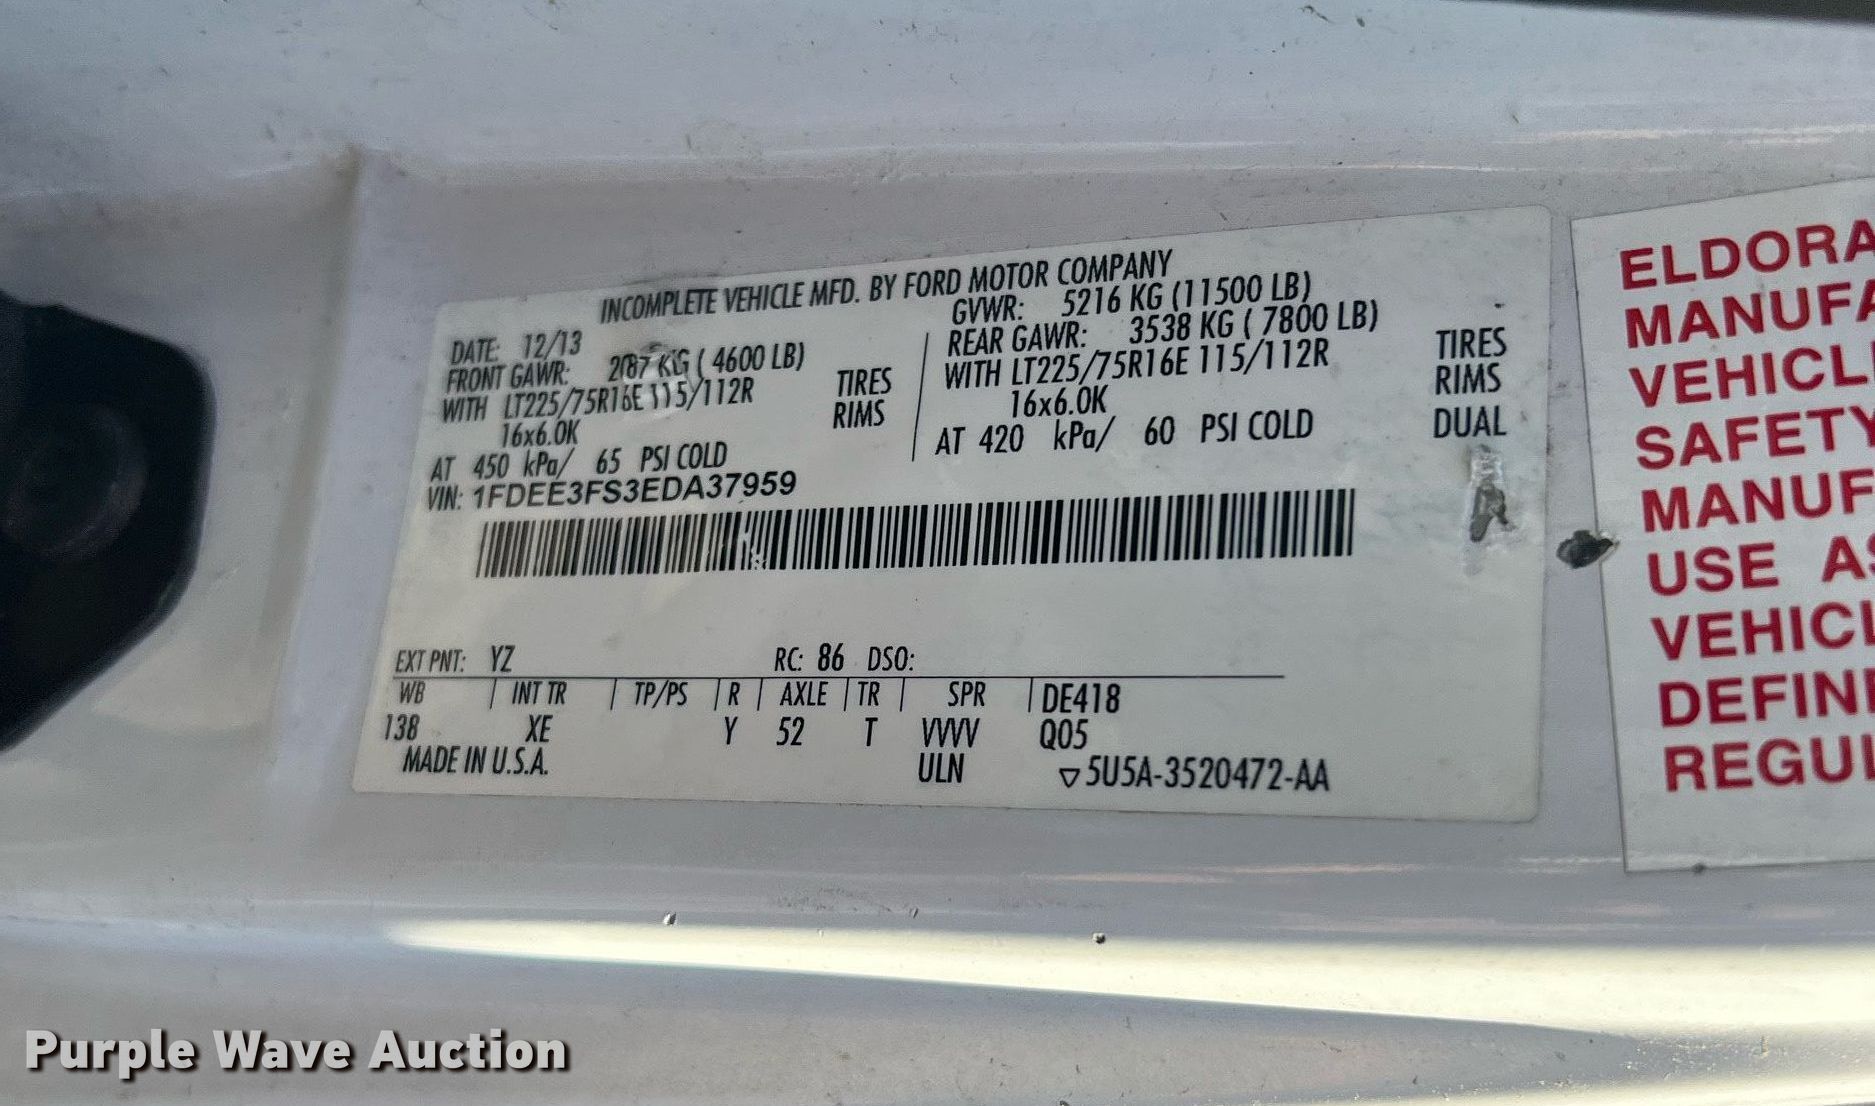 INCOMPLETE VEHICLE MFD. BY FORD MOTOR COMPANY
DATE: 12/13
FRONT GAWR: 2087 KG ( 4600 LB)
WITH LT225/75R16E 115/112R TIRES
16x6.0K RIMS
AT 450 kPa/ 65 PSI COLD
GVWR: 5216 KG (11500 LB)
REAR GAWR: 3538 KG ( 7800 LB)
WITH LT225/75R16E 115/112R TIRES
16x6.0K RIMS
AT 420 kPa/ 60 PSI COLD DUAL
VIN: 1FDEE3FS3EDA37959
EXT PNT: YZ RC: 86 DSO:
WB | INT TR | TP/PS | R | AXLE | TR | SPR | DE418
138 XE Y 52 T VVVV Q05
MADE IN U.S.A. ULN ▽5U5A-3520472-AA
ELDORA
MANUFA
VEHICL
SAFETY
MANUF
USE AS
VEHICL
DEFINE
REGUL
Purple Wave Auction